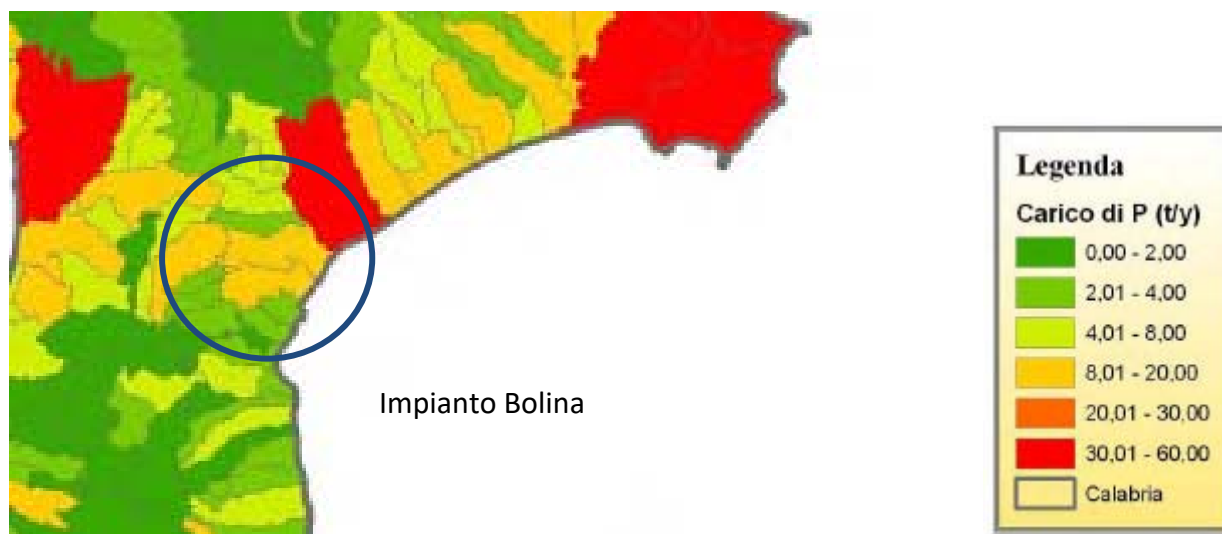 Impianto Bolina
Legenda
Carico di P (t/y)
0,00 - 2,00
2,01 - 4,00
4,01 - 8,00
8,01 - 20,00
20,01 - 30,00
30,01 - 60,00
Calabria